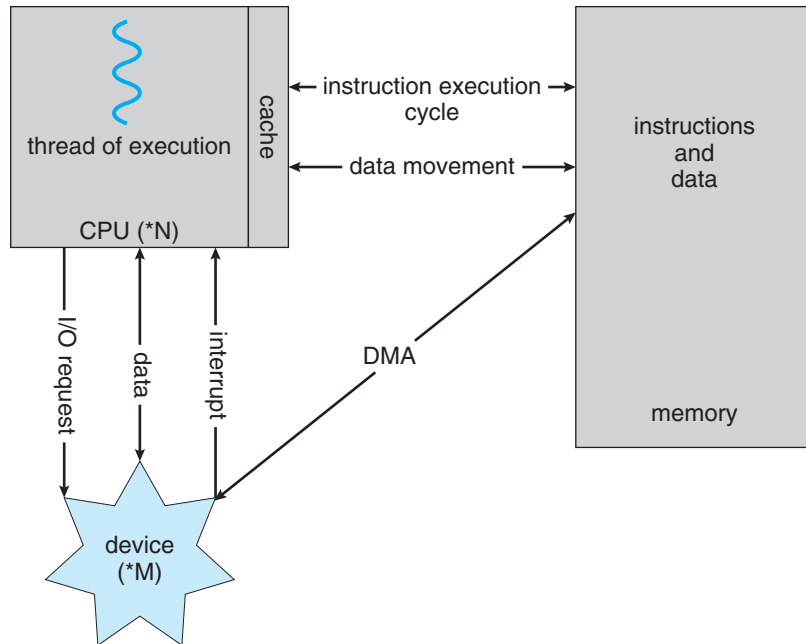 thread of execution
cache
CPU (*N)
instruction execution
cycle
data movement
instructions
and
data
memory
I/O request
data
interrupt
DMA
device
(*M)